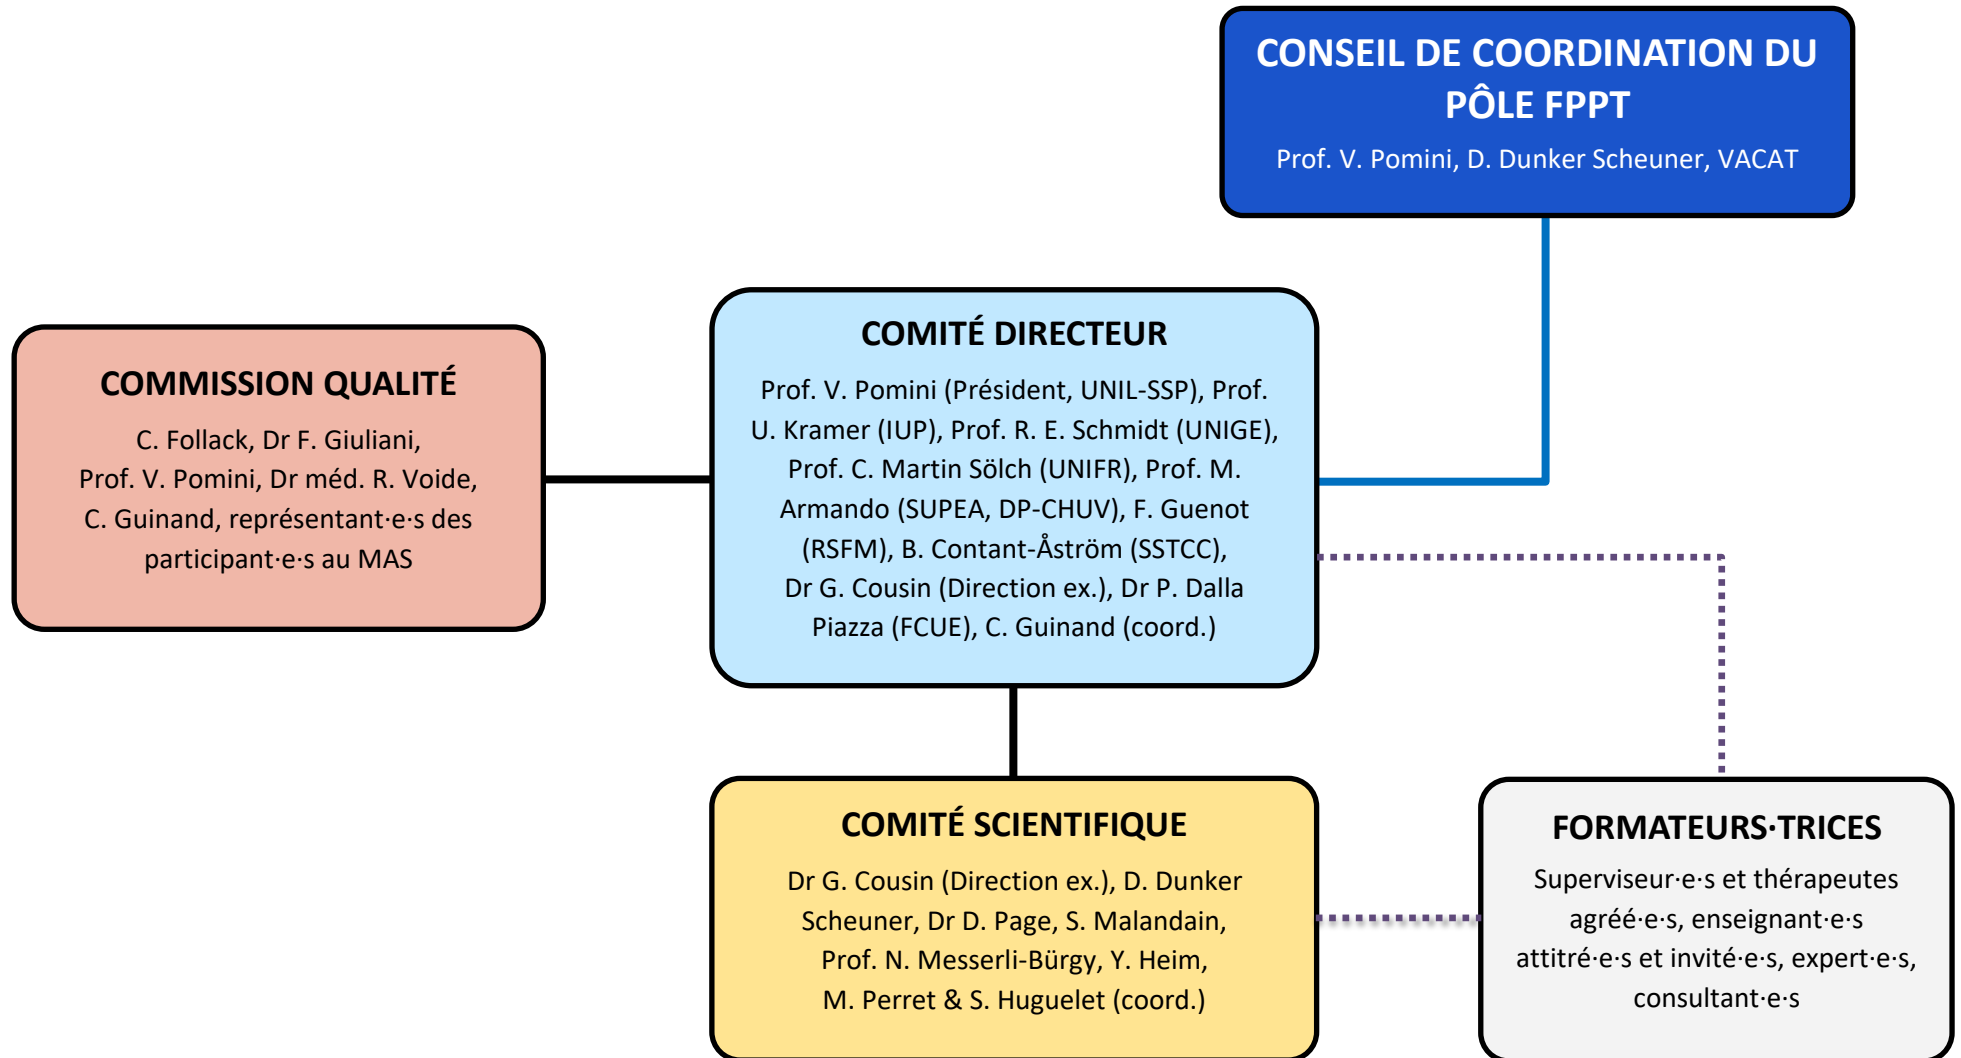 CONSEIL DE COORDINATION DU
PÔLE FPPT
Prof. V. Pomini, D. Dunker Scheuner, VACAT
COMMISSION QUALITÉ
C. Follack, Dr F. Giuliani,
Prof. V. Pomini, Dr méd. R. Voide,
C. Guinand, représentant·e·s des
participant·e·s au MAS
COMITÉ DIRECTEUR
Prof. V. Pomini (Président, UNIL-SSP), Prof.
U. Kramer (IUP), Prof. R. E. Schmidt (UNIGE),
Prof. C. Martin Sölch (UNIFR), Prof. M.
Armando (SUPEA, DP-CHUV), F. Guenot
(RSFM), B. Contant-Åström (SSTCC),
Dr G. Cousin (Direction ex.), Dr P. Dalla
Piazza (FCUE), C. Guinand (coord.)
COMITÉ SCIENTIFIQUE
Dr G. Cousin (Direction ex.), D. Dunker
Scheuner, Dr D. Page, S. Malandain,
Prof. N. Messerli-Bürgy, Y. Heim,
M. Perret & S. Huguelet (coord.)
FORMATEURS·TRICES
Superviseur·e·s et thérapeutes
agréé·e·s, enseignant·e·s
attitré·e·s et invité·e·s, expert·e·s,
consultant·e·s